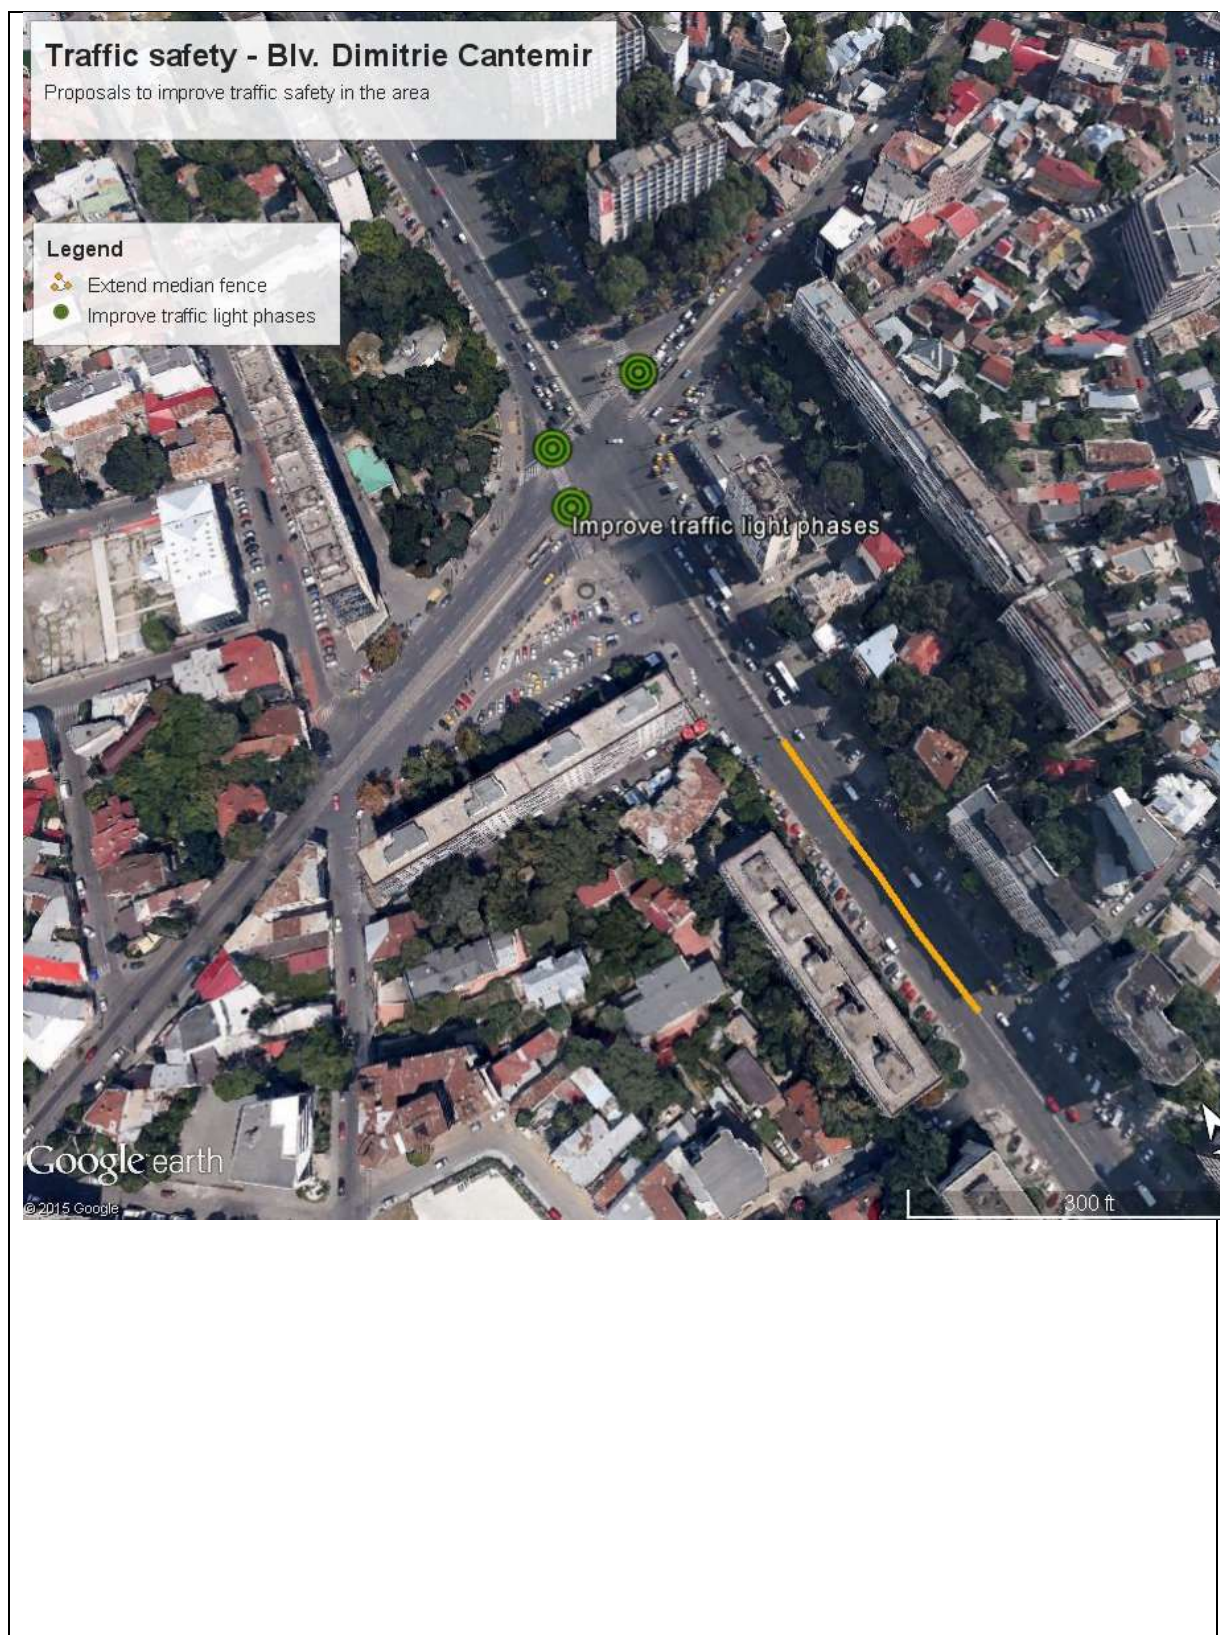 Traffic safety - Blv. Dimitrie Cantemir
Proposals to improve traffic safety in the area
Legend
Extend median fence
Improve traffic light phases
Improve traffic light phases
Google earth
© 2015 Google
300 ft